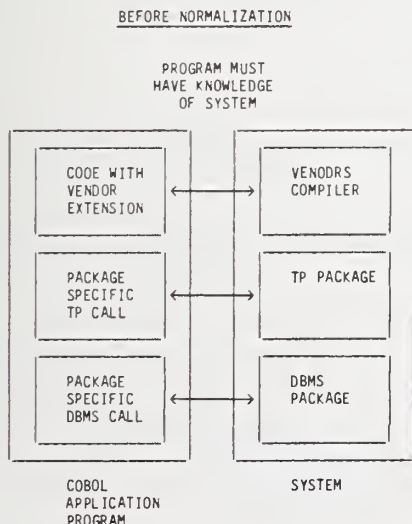 BEFORE NORMALIZATION
PROGRAM MUST
HAVE KNOWLEDGE
OF SYSTEM
COOE WITH
VENDOR
EXTENSION
VENODRS
COMPILER
PACKAGE
SPECIFIC
TP CALL
TP PACKAGE
PACKAGE
SPECIFIC
DBMS CALL
DBMS
PACKAGE
COBOL
APPLICATION
PROGRAM
SYSTEM